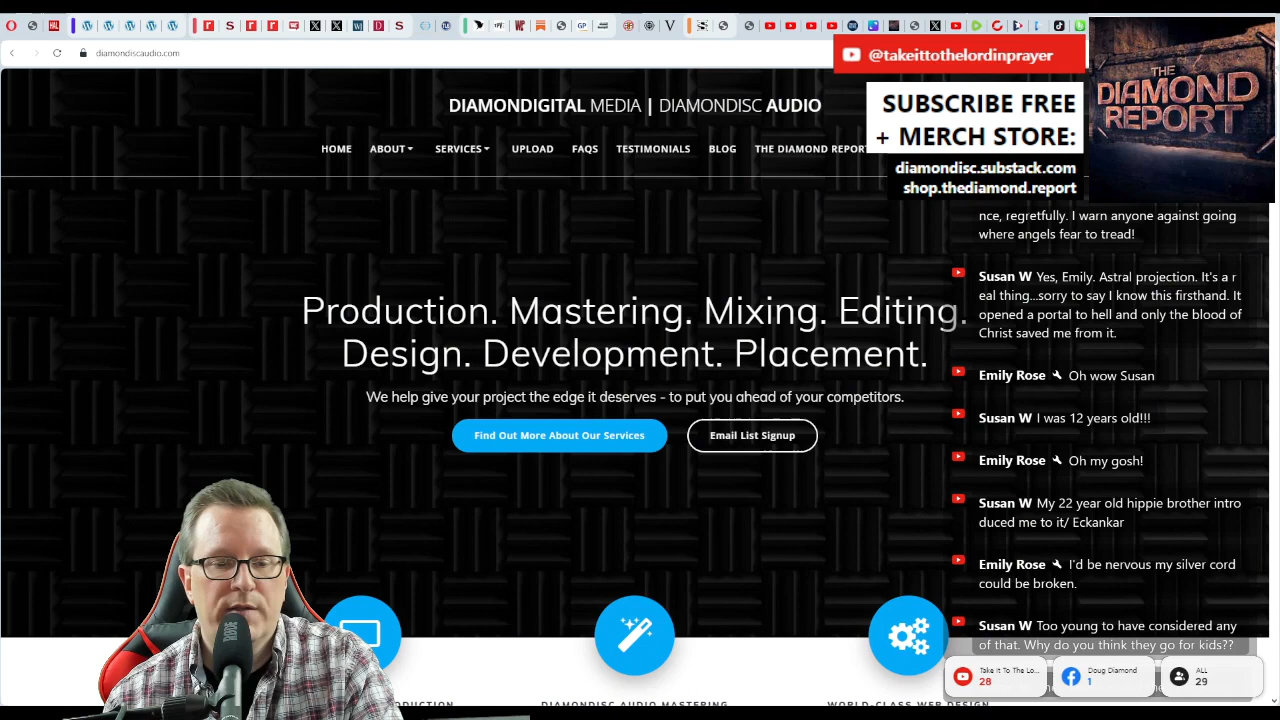 diamondiscaudio.com
@takeittothelordinprayer
THE
DIAMOND
REPORT
SUBSCRIBE FREE
+ MERCH STORE:
diamondisc.substack.com
shop.thediamond.report
DIAMONDIGITAL MEDIA | DIAMONDISC AUDIO
HOME ABOUT SERVICES UPLOAD FAQS TESTIMONIALS BLOG THE DIAMOND REPORT
Production. Mastering. Mixing. Editing.
Design. Development. Placement.
We help give your project the edge it deserves - to put you ahead of your competitors.
Find Out More About Our Services
Email List Signup
nce, regretfully. I warn anyone against going
where angels fear to tread!
Susan W Yes, Emily. Astral projection. It's a r
eal thing...sorry to say I know this firsthand. It
opened a portal to hell and only the blood of
Christ saved me from it.
Emily Rose Oh wow Susan
Susan W I was 12 years old!!!
Emily Rose Oh my gosh!
Susan W My 22 year old hippie brother intro
duced me to it/ Eckankar
Emily Rose I'd be nervous my silver cord
could be broken.
Susan W Too young to have considered any
of that. Why do you think they go for kids??
Take It To The Lo...
28
Doug Diamond
1
ALL
29
DIAMONDISC AUDIO MASTERING
WORLD-CLASS WEB DESIGN